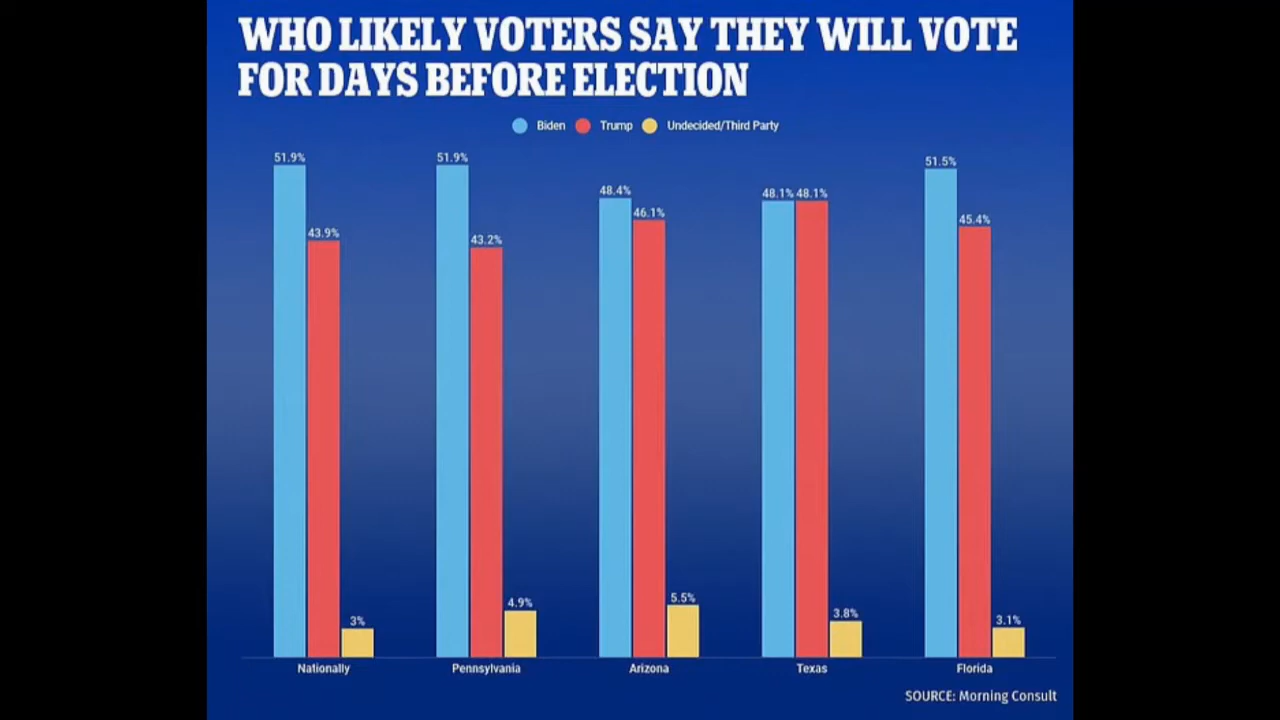 WHO LIKELY VOTERS SAY THEY WILL VOTE
FOR DAYS BEFORE ELECTION
Biden Trump Undecided/Third Party
51.9% 43.9% 3%
51.9% 43.2% 4.9%
48.4% 46.1% 5.5%
48.1% 48.1% 3.8%
51.5% 45.4% 3.1%
Nationally Pennsylvania Arizona Texas Florida
SOURCE: Morning Consult